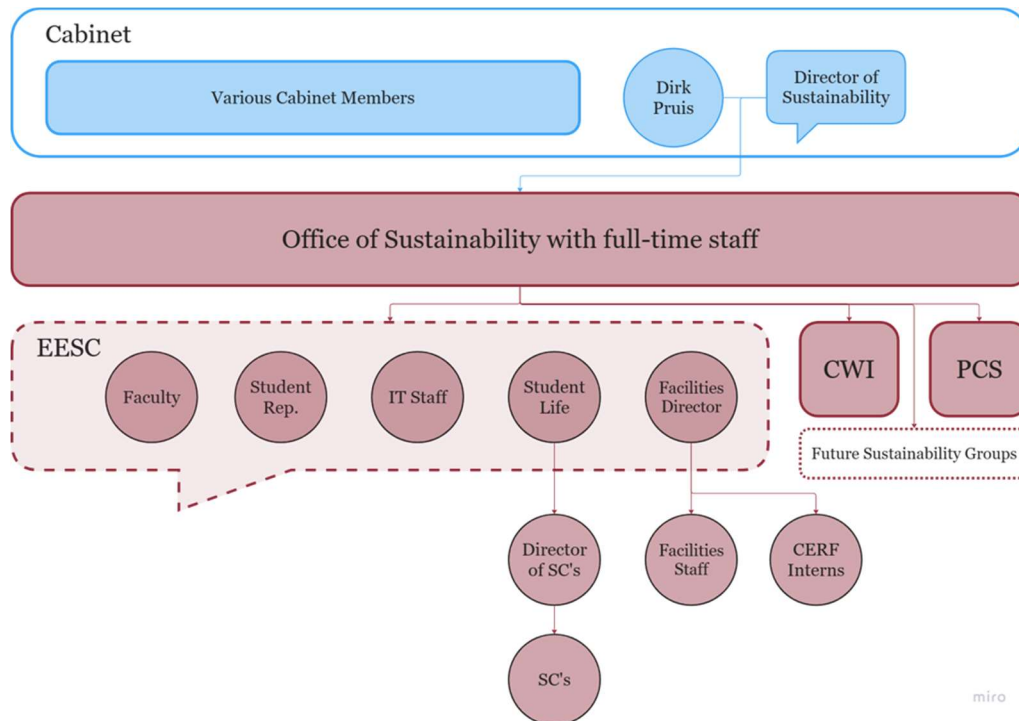 Cabinet
Various Cabinet Members
Dirk
Pruis
Director of
Sustainability
Office of Sustainability with full-time staff
EESC
Faculty
Student
Rep.
IT Staff
Student
Life
Facilities
Director
CWI
PCS
Future Sustainability Groups
Director
of SC's
Facilities
Staff
CERF
Interns
SC's
miro